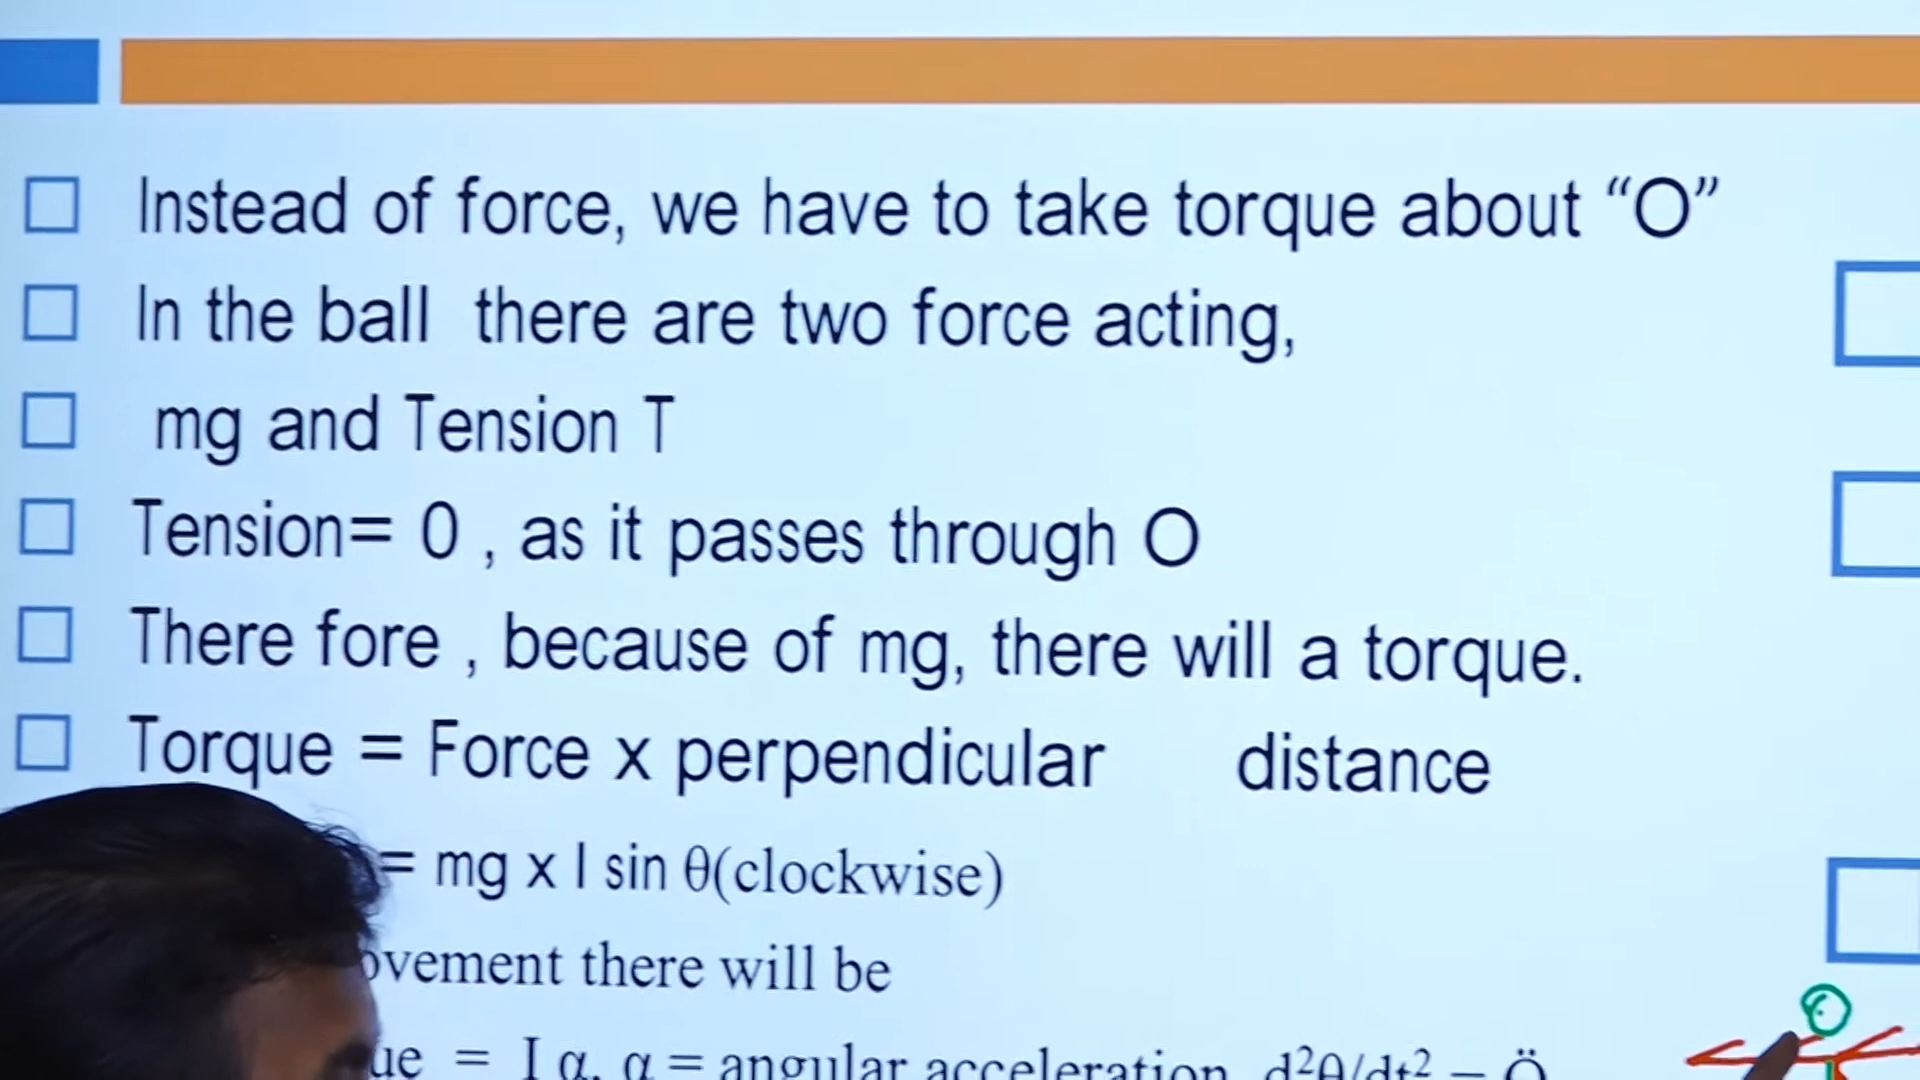 Instead of force, we have to take torque about “O”
In the ball there are two force acting,
mg and Tension T
Tension= 0 , as it passes through O
There fore , because of mg, there will a torque.
Torque = Force x perpendicular distance
= mg x l sin θ(clockwise)
there will be
= I α, α = angular acceleration d²θ/dt² = Ö